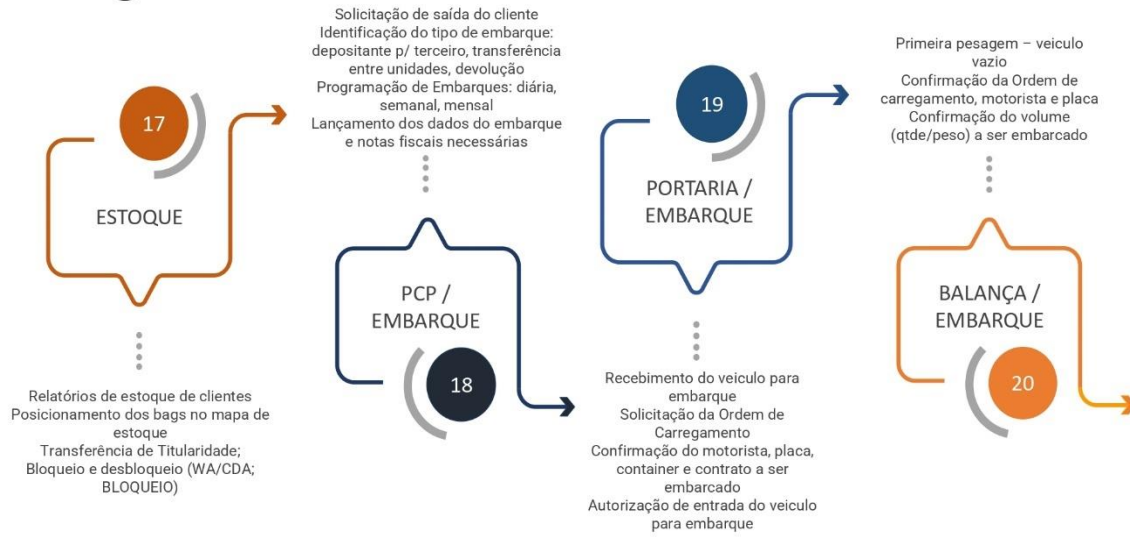 17
ESTOQUE
Relatórios de estoque de clientes
Posicionamento dos bags no mapa de
estoque
Transferência de Titularidade;
Bloqueio e desbloqueio (WA/CDA;
BLOQUEIO)
Solicitação de saída do cliente
Identificação do tipo de embarque:
depositante p/ terceiro, transferência
entre unidades, devolução
Programação de Embarques: diária,
semanal, mensal
Lançamento dos dados do embarque
e notas fiscais necessárias
PCP /
EMBARQUE
18
19
PORTARIA /
EMBARQUE
Recebimento do veiculo para
embarque
Solicitação da Ordem de
Carregamento
Confirmação do motorista, placa,
container e contrato a ser
embarcado
Autorização de entrada do veiculo
para embarque
Primeira pesagem – veiculo
vazio
Confirmação da Ordem de
carregamento, motorista e placa
Confirmação do volume
(qtde/peso) a ser embarcado
BALANÇA /
EMBARQUE
20